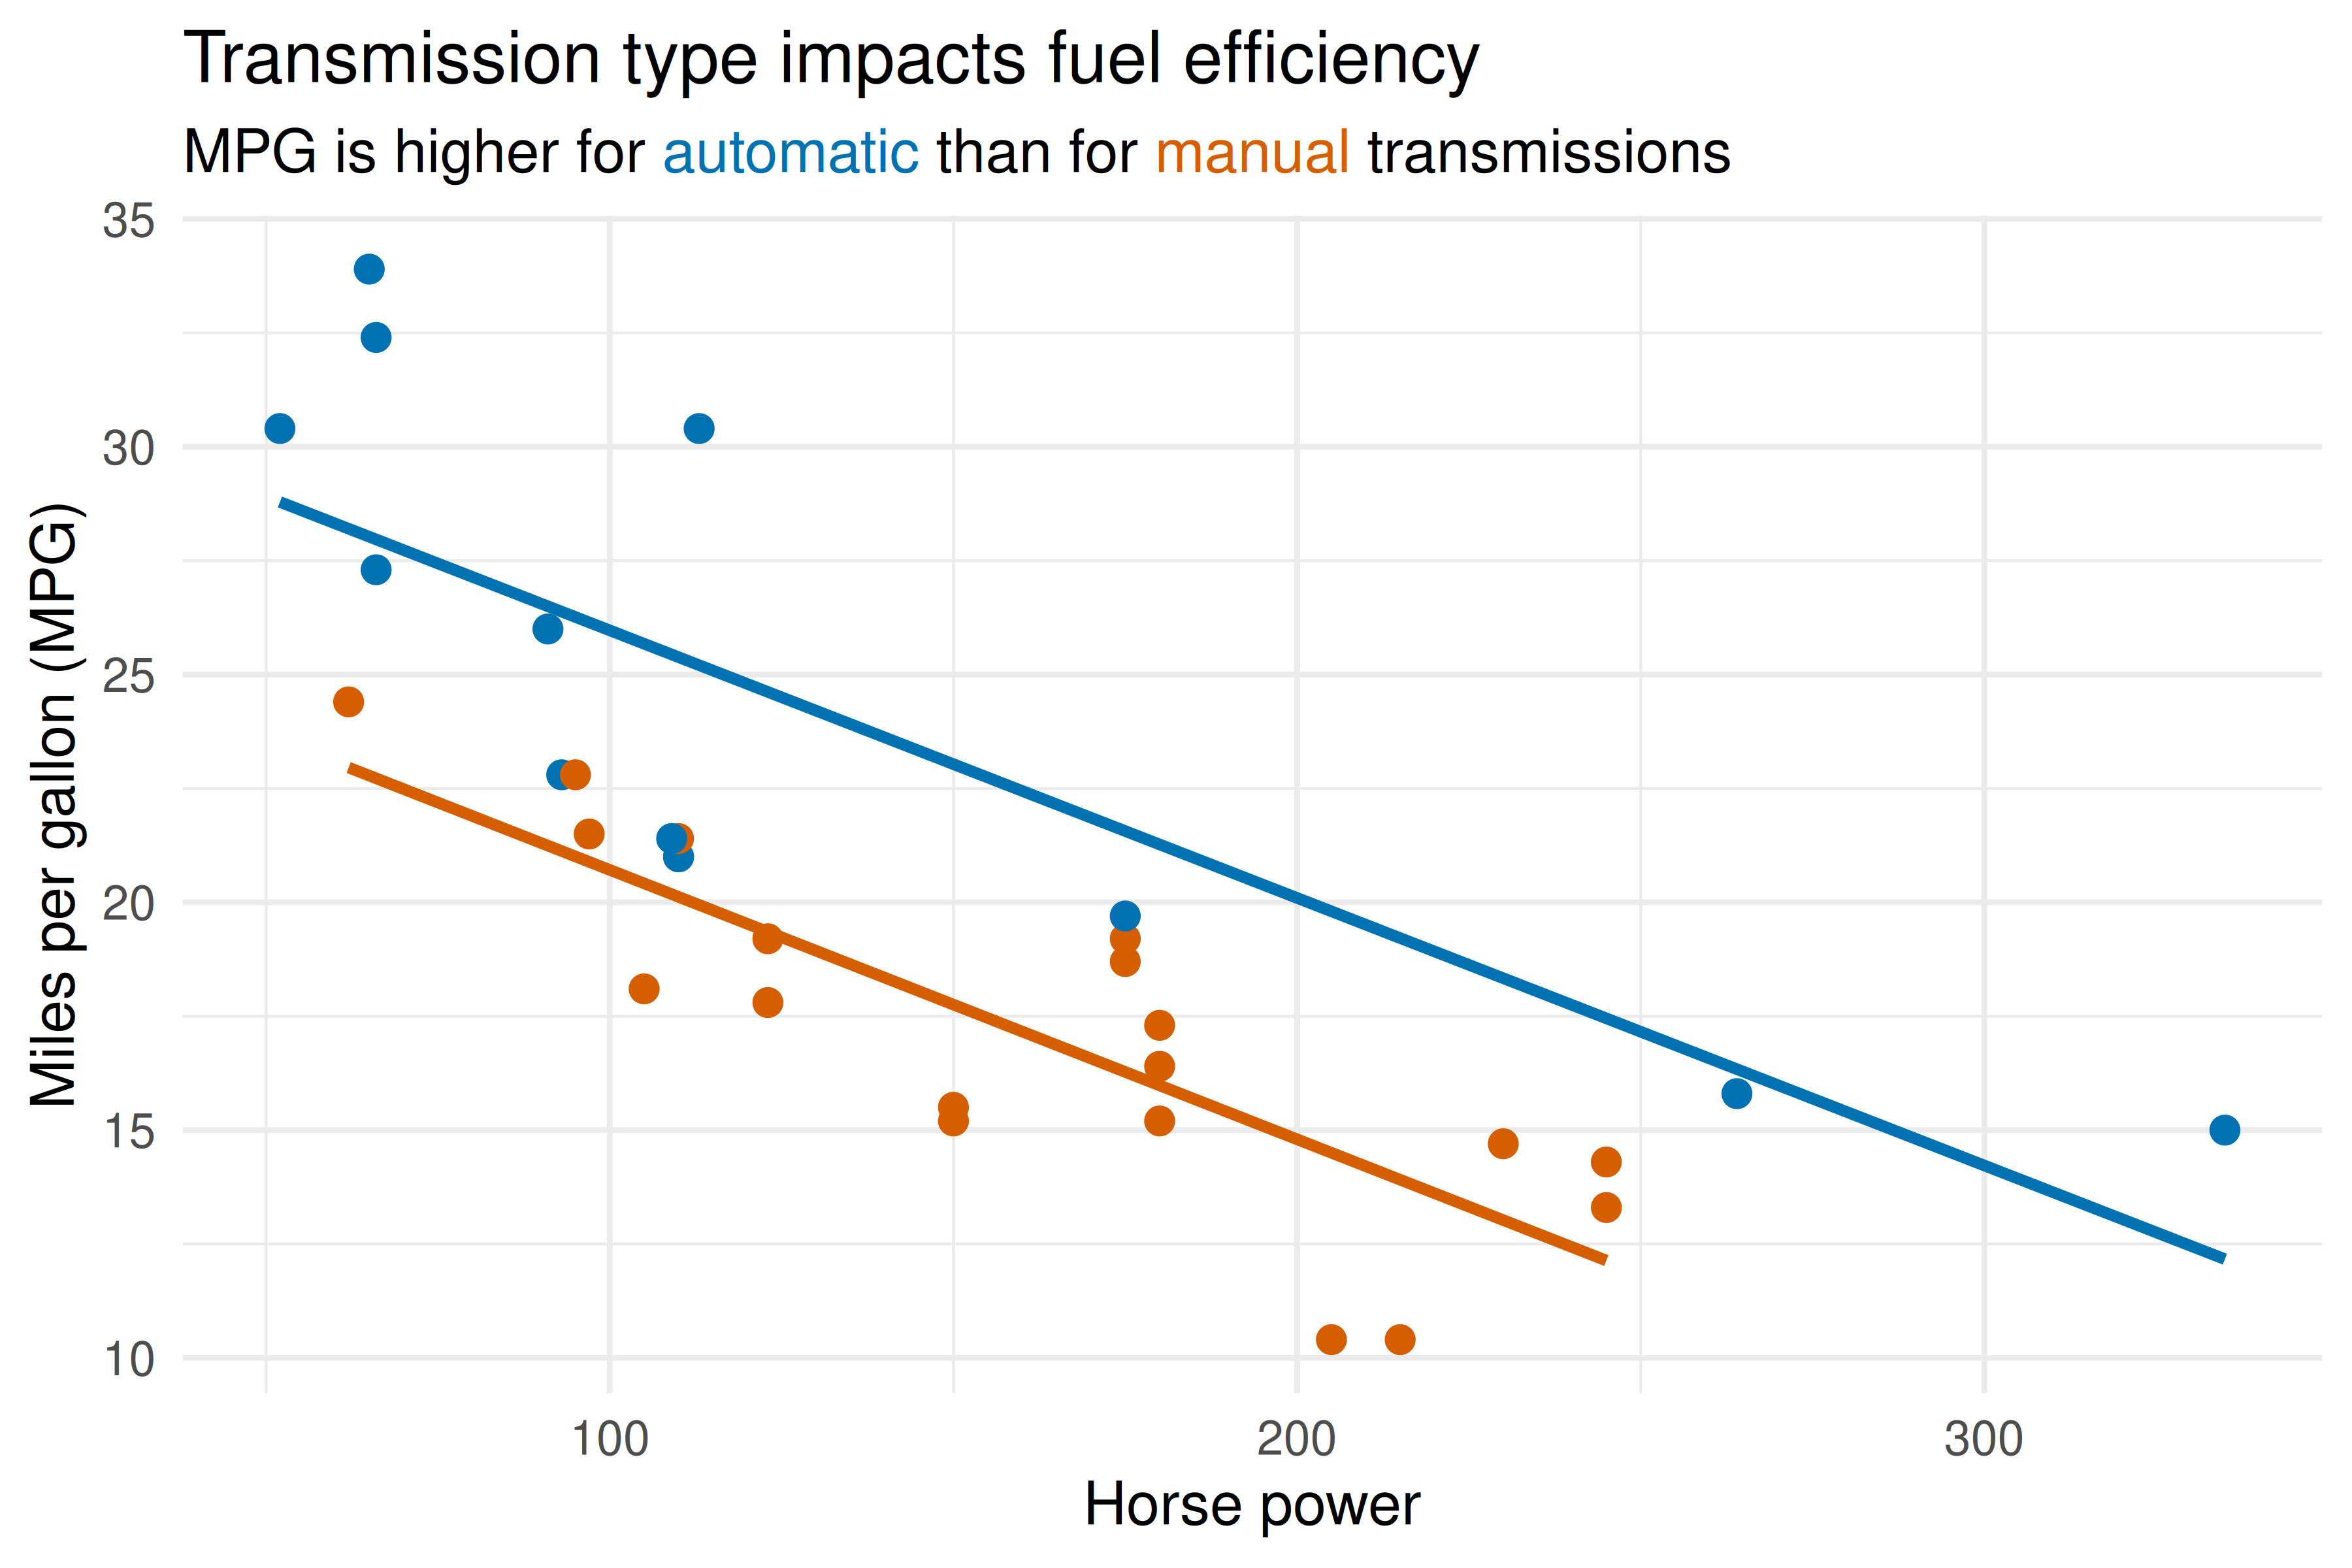 Transmission type impacts fuel efficiency
MPG is higher for automatic than for manual transmissions
Miles per gallon (MPG)
35
30
25
20
15
10
100 200 300
Horse power